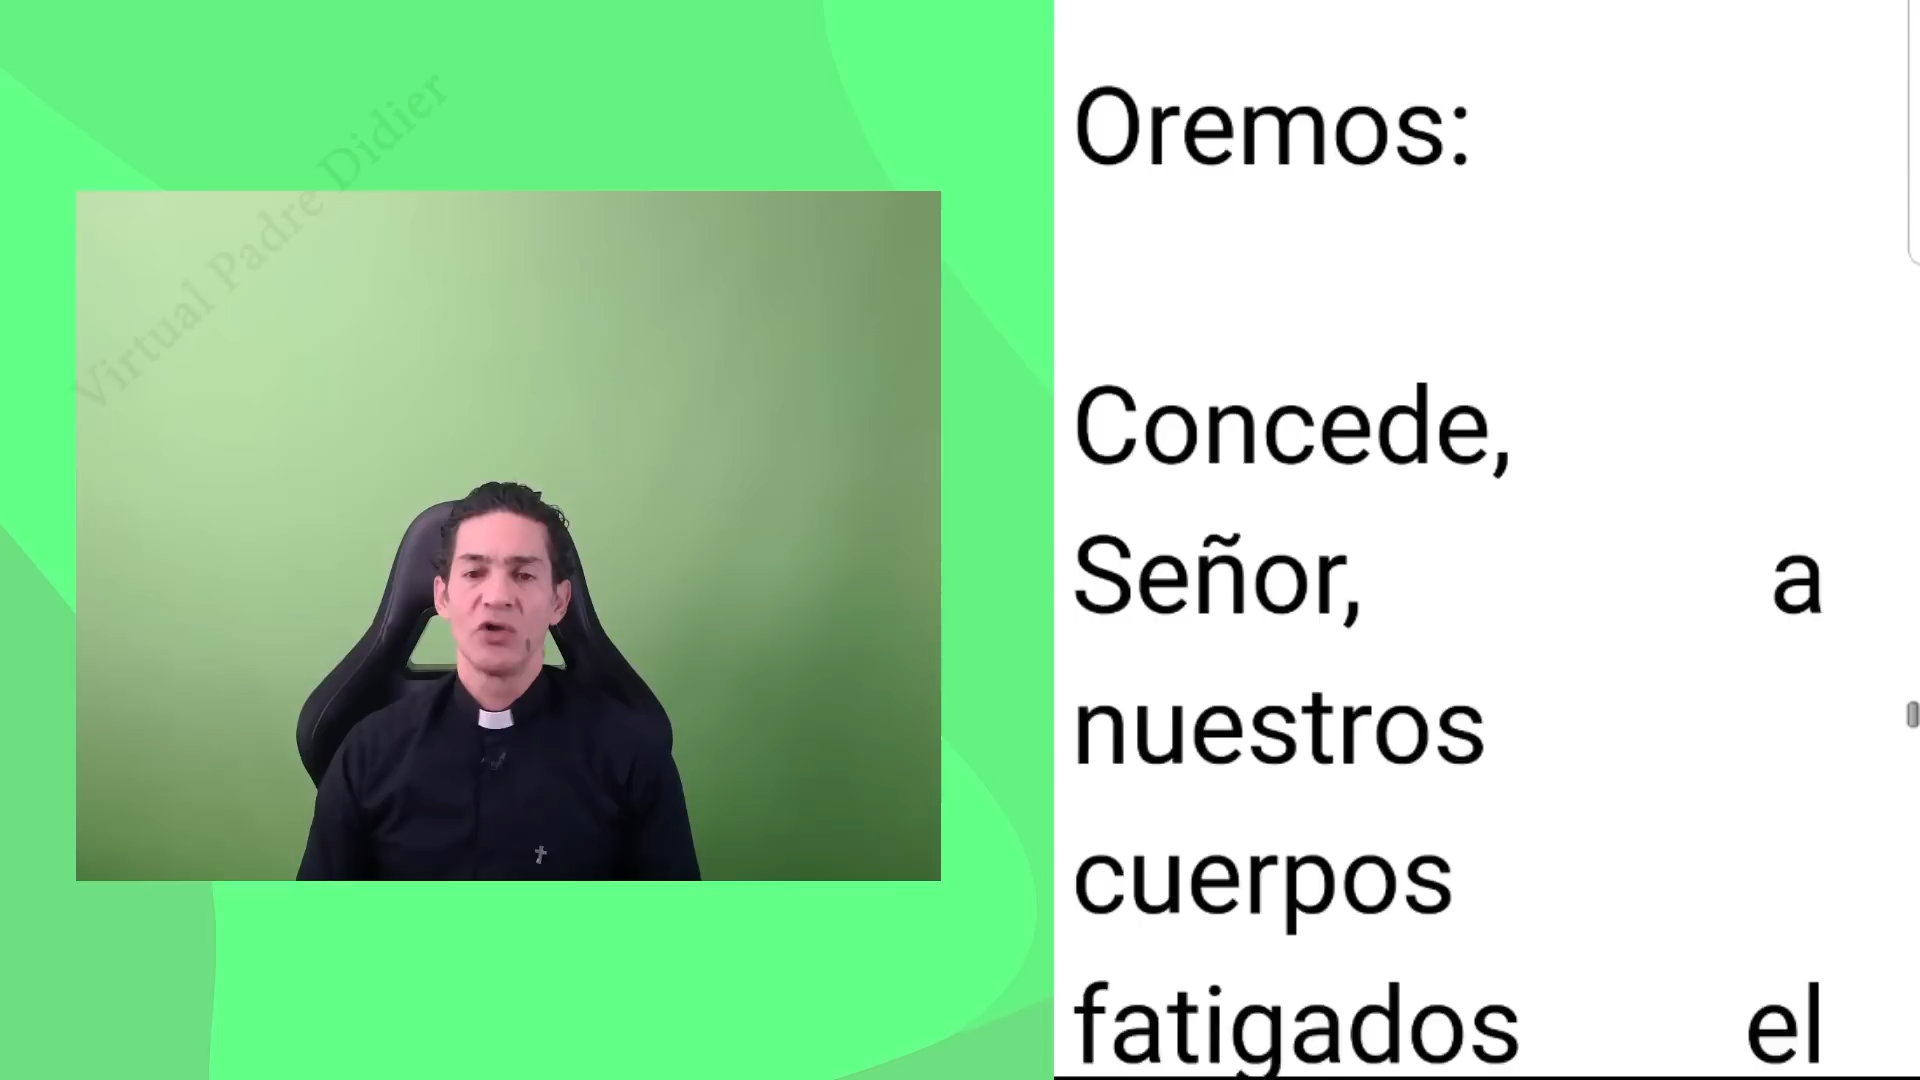 Virtual Padre Didier
Oremos:
Concede,
Señor, a
nuestros
cuerpos
fatigados el